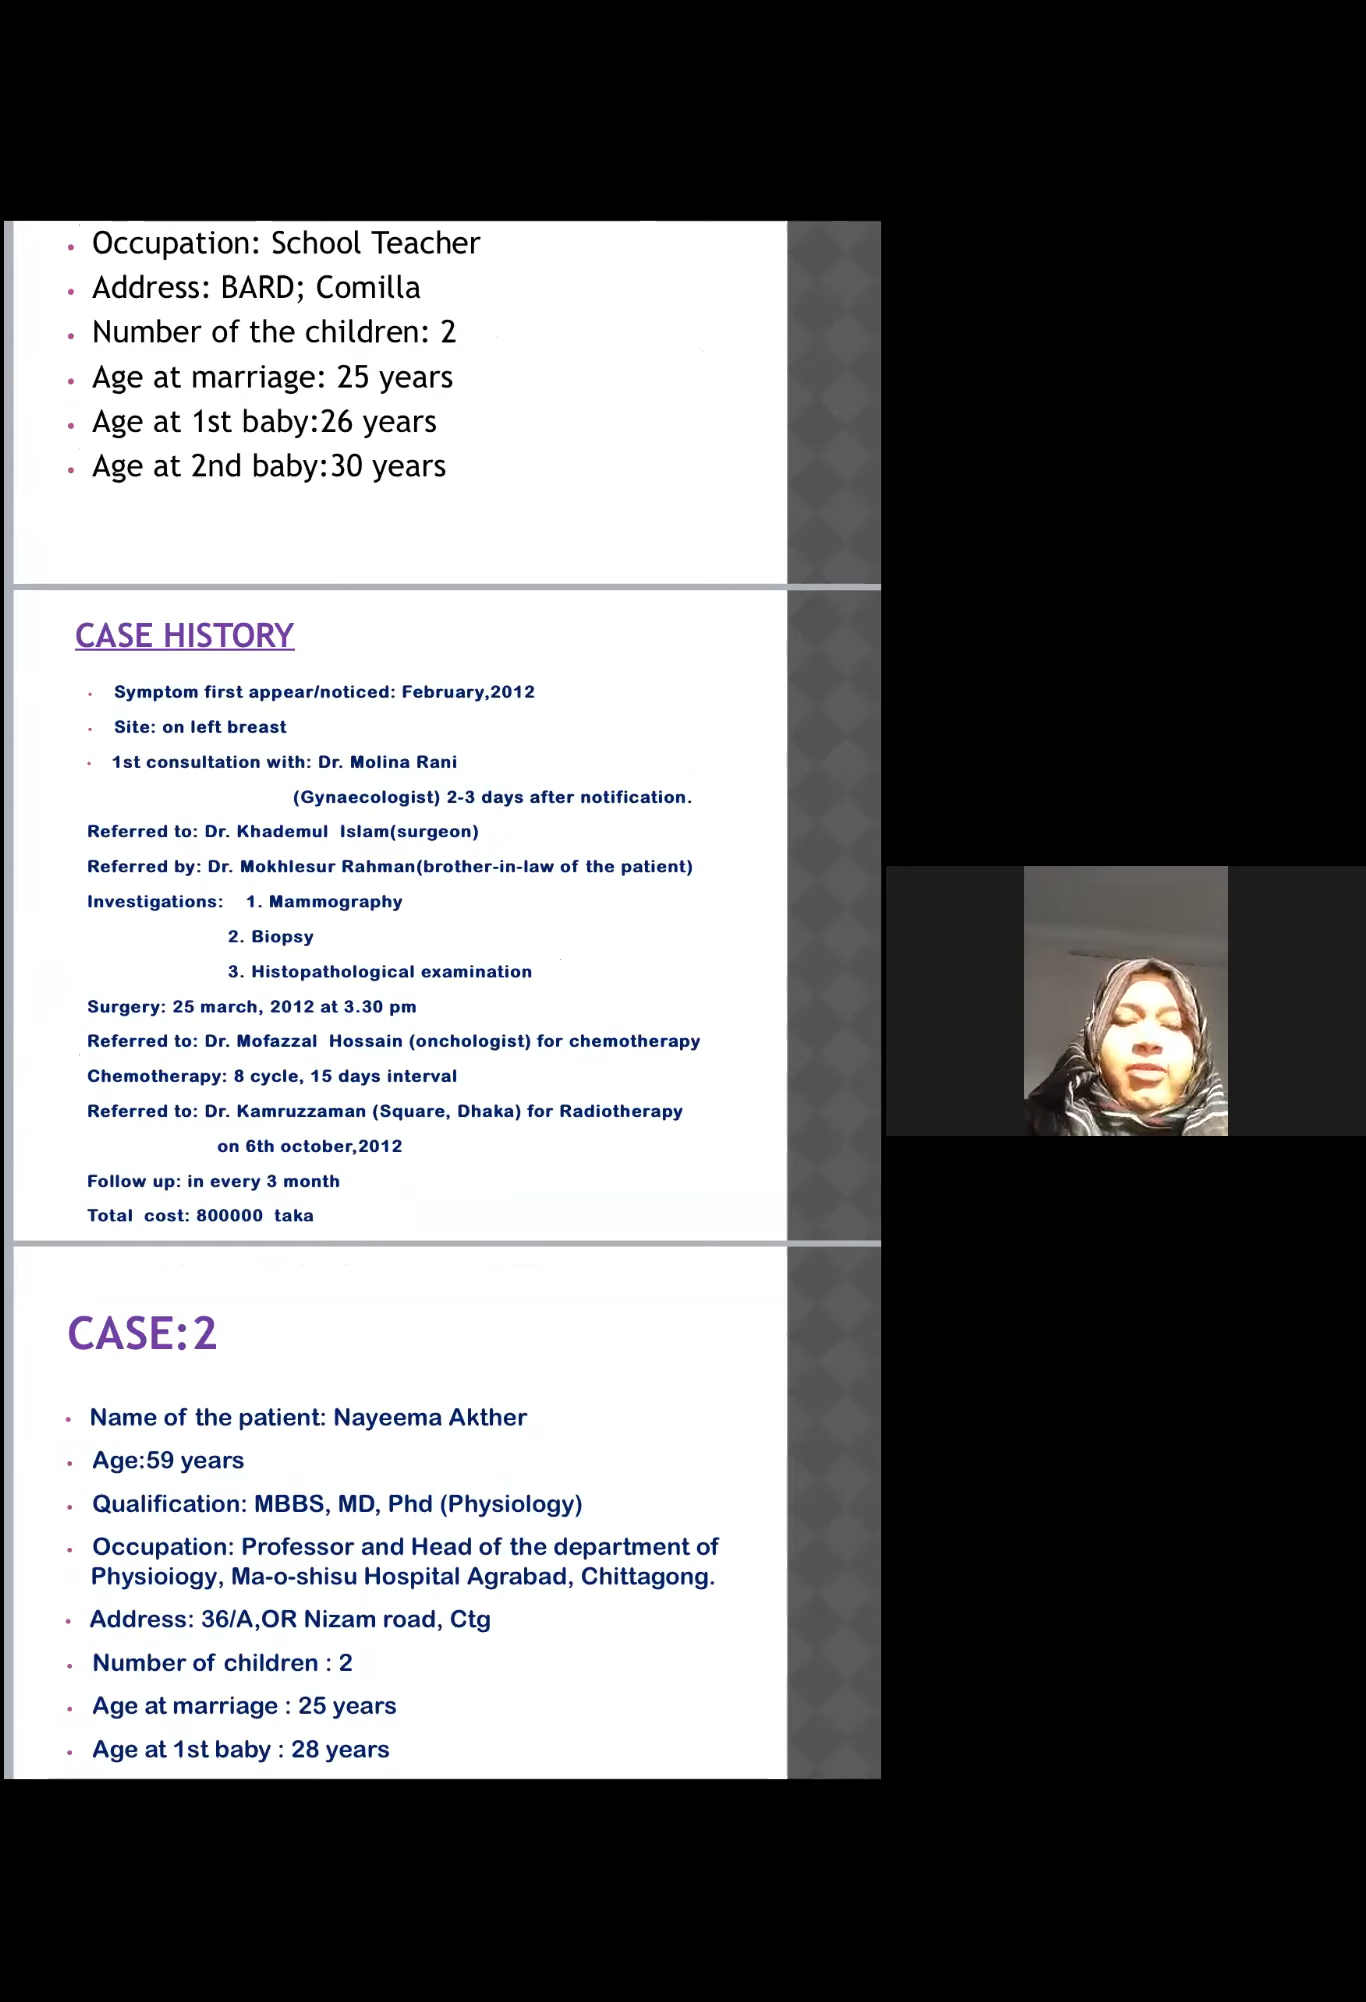 Occupation: School Teacher
Address: BARD; Comilla
Number of the children: 2
Age at marriage: 25 years
Age at 1st baby:26 years
Age at 2nd baby:30 years
CASE HISTORY
Symptom first appear/noticed: February,2012
Site: on left breast
1st consultation with: Dr. Molina Rani
(Gynaecologist) 2-3 days after notification.
Referred to: Dr. Khademul Islam(surgeon)
Referred by: Dr. Mokhlesur Rahman(brother-in-law of the patient)
Investigations: 1. Mammography
2. Biopsy
3. Histopathological examination
Surgery: 25 march, 2012 at 3.30 pm
Referred to: Dr. Mofazzal Hossain (onchologist) for chemotherapy
Chemotherapy: 8 cycle, 15 days interval
Referred to: Dr. Kamruzzaman (Square, Dhaka) for Radiotherapy
on 6th october,2012
Follow up: in every 3 month
Total cost: 800000 taka
CASE:2
Name of the patient: Nayeema Akther
Age:59 years
Qualification: MBBS, MD, Phd (Physiology)
Occupation: Professor and Head of the department of
Physioiogy, Ma-o-shisu Hospital Agrabad, Chittagong.
Address: 36/A,OR Nizam road, Ctg
Number of children : 2
Age at marriage : 25 years
Age at 1st baby : 28 years